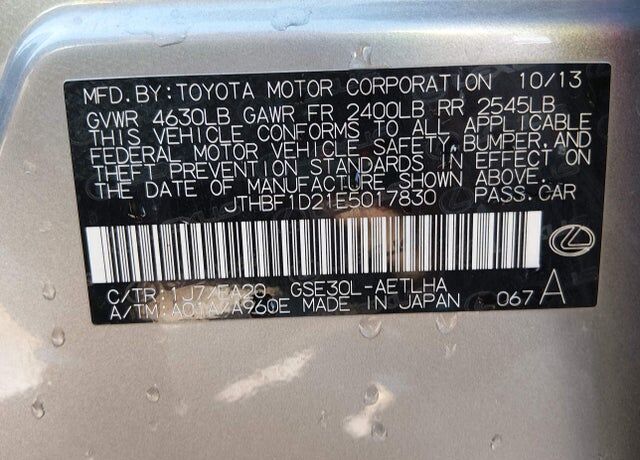 MFD.BY:TOYOTA MOTOR CORPORATION 10/13
GVWR 4630LB GAWR FR 2400LB RR 2545LB
THIS VEHICLE CONFORMS TO ALL APPLICABLE
FEDERAL MOTOR VEHICLE SAFETY,BUMPER,AND
THEFT PREVENTION STANDARDS IN EFFECT ON
THE DATE OF MANUFACTURE SHOWN ABOVE.
JTHBF1D21E5017830 PASS.CAR
C/TR:1J7/FA20 GSE30L-AETLHA
A/TM:A01A/A960E MADE IN JAPAN 067 A